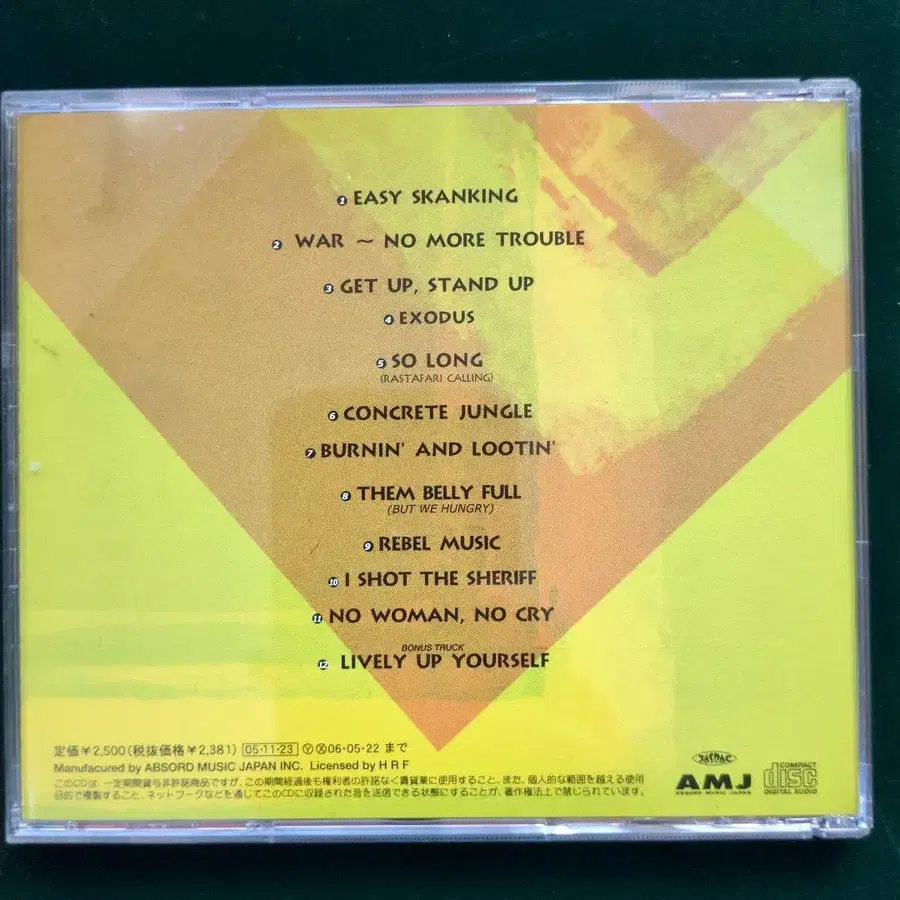 1 EASY SKANKING
2 WAR ~ NO MORE TROUBLE
3 GET UP, STAND UP
4 EXODUS
5 SO LONG
(RASTAFARI CALLING)
6 CONCRETE JUNGLE
7 BURNIN' AND LOOTIN'
8 THEM BELLY FULL
(BUT WE HUNGRY)
9 REBEL MUSIC
10 I SHOT THE SHERIFF
11 NO WOMAN, NO CRY
BONUS TRUCK
12 LIVELY UP YOURSELF
定価¥2,500(税抜価格¥2,381) 05・11・23 Ⓨ Ⓧ 06・05・22 まで
Manufacured by ABSORD MUSIC JAPAN INC. Licensed by H R F
このCDは、一定期間貸与非許諾商品ですが、この期間経過後も権利者の許諾なく賃貸業に使用すること、また、個人的な範囲を越える使用
目的で複製すること、ネットワークなどを通じてこのCDに収録された音を送信できる状態にすることが、著作権法上で禁じられています。
JASRAC
AMJ
ABSORD MUSIC JAPAN
COMPACT
disc
DIGITAL AUDIO